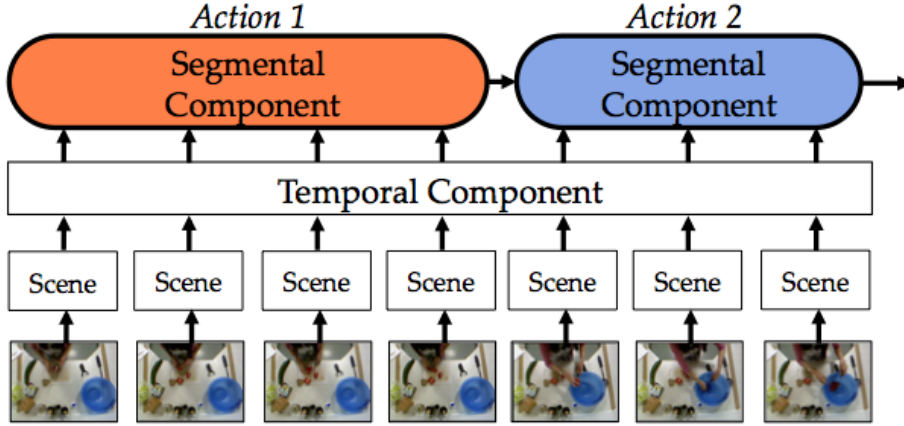 Action 1
Action 2
Segmental
Component
Segmental
Component
Temporal Component
Scene
Scene
Scene
Scene
Scene
Scene
Scene